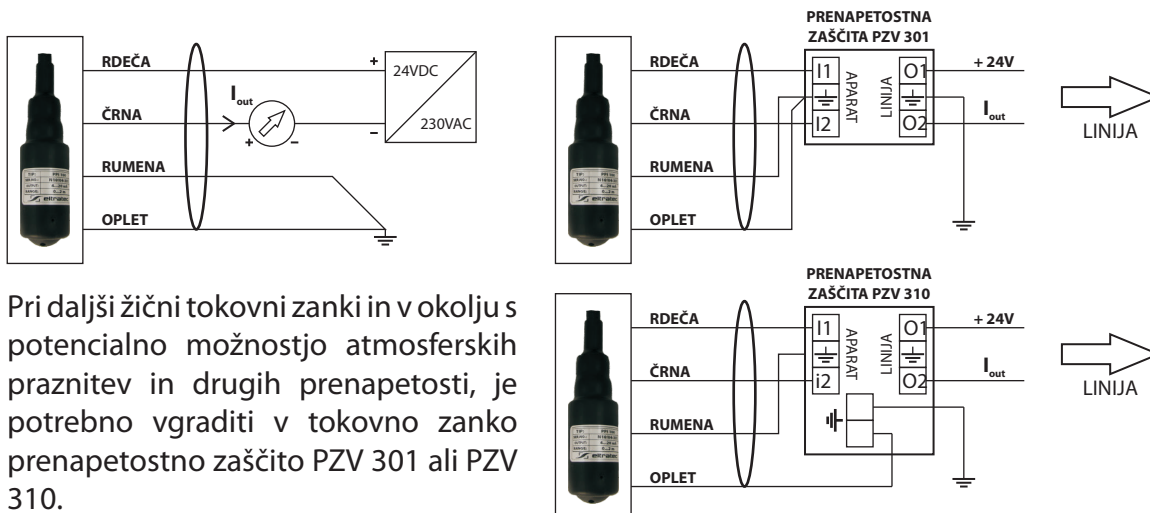 RDEČA
ČRNA
RUMENA
OPLET
I out
+
−
+
−
24VDC
230VAC
eltratec
PRENAPETOSTNA
ZAŠČITA PZV 301
RDEČA
ČRNA
RUMENA
OPLET
I1
I2
APARAT
LINIJA
O1
O2
+ 24V
I out
LINIJA
eltratec
Pri daljši žični tokovni zanki in v okolju s
potencialno možnostjo atmosferskih
praznitev in drugih prenapetosti, je
potrebno vgraditi v tokovno zanko
prenapetostno zaščito PZV 301 ali PZV
310.
PRENAPETOSTNA
ZAŠČITA PZV 310
RDEČA
ČRNA
RUMENA
OPLET
I1
i2
APARAT
LINIJA
O1
O2
+ 24V
I out
LINIJA
eltratec